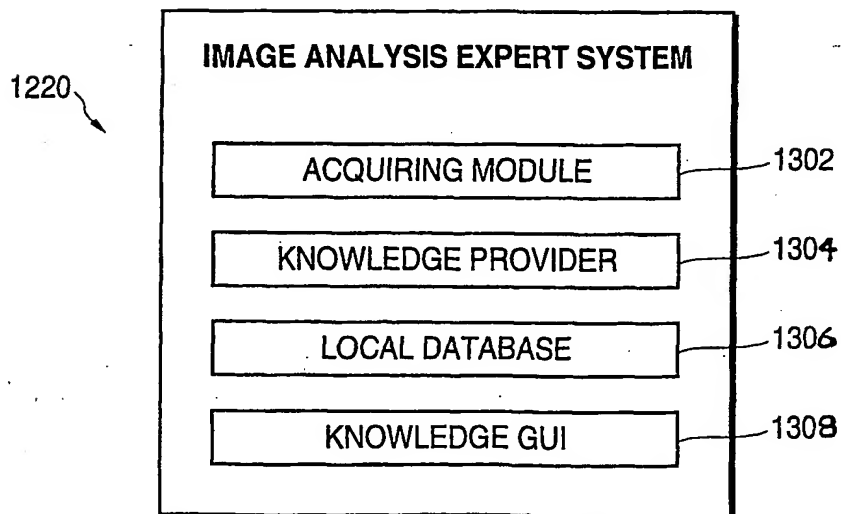 IMAGE ANALYSIS EXPERT SYSTEM
1220
ACQUIRING MODULE 1302
KNOWLEDGE PROVIDER 1304
LOCAL DATABASE 1306
KNOWLEDGE GUI 1308